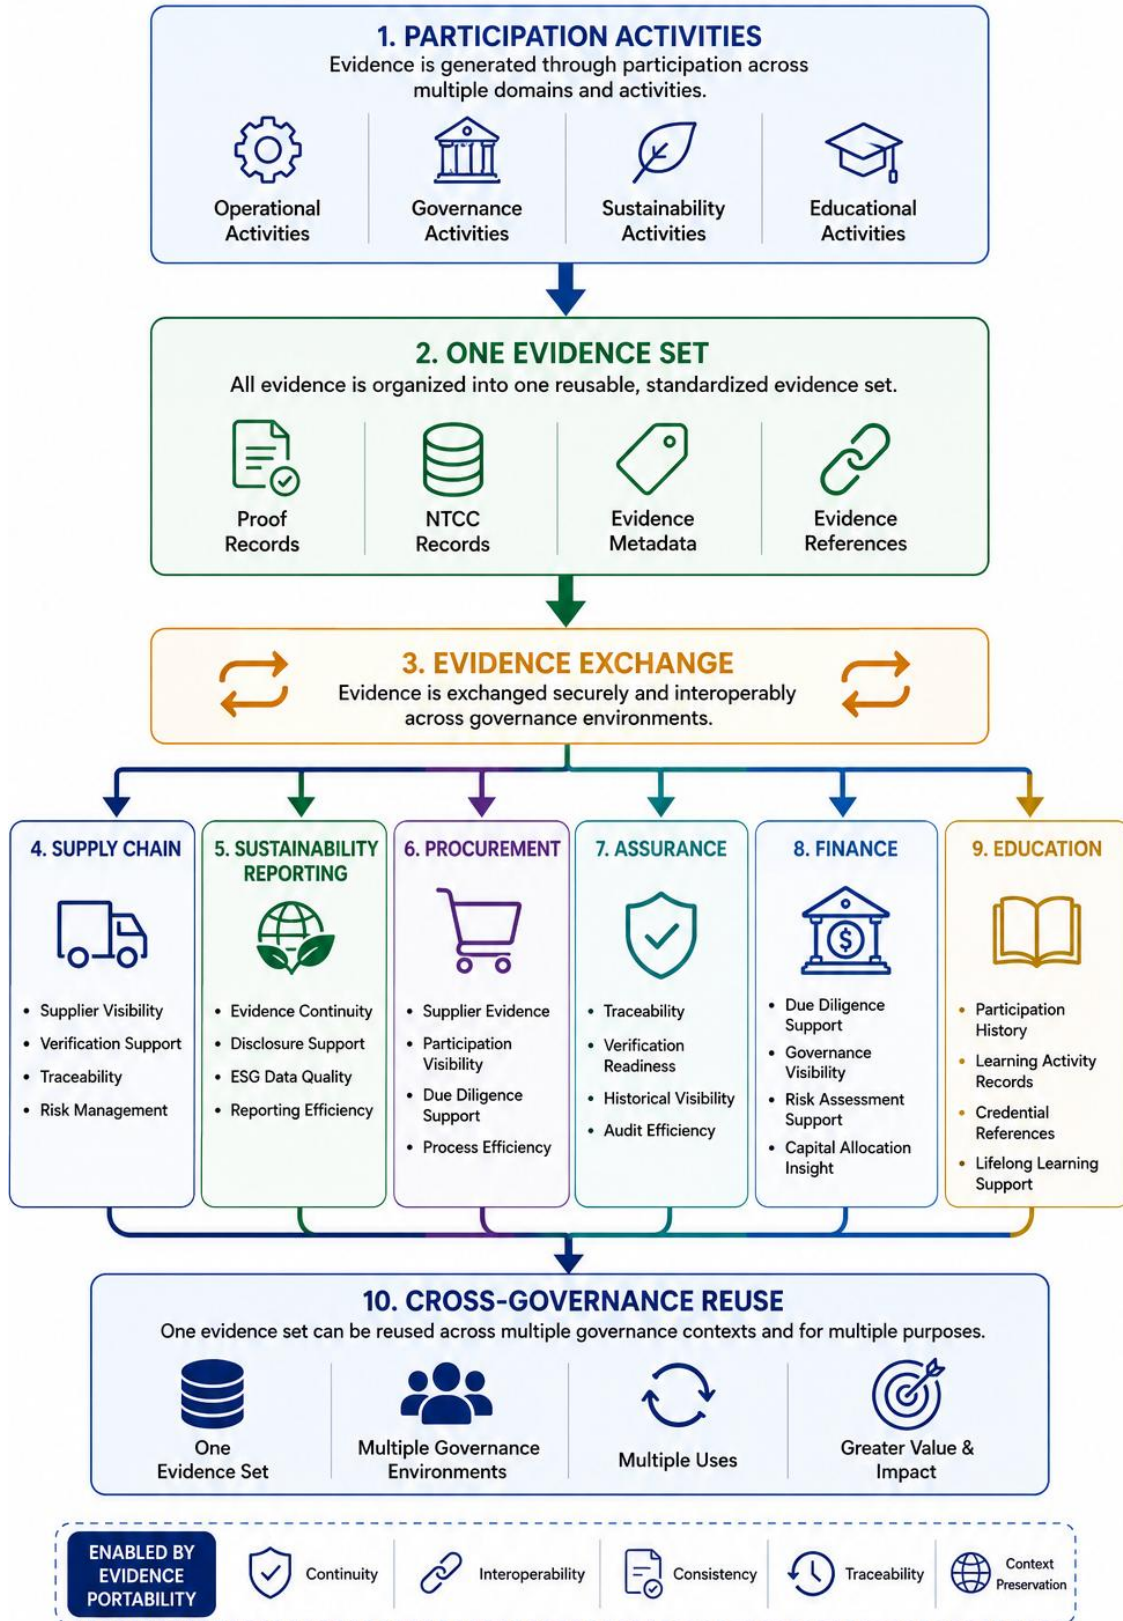 1. PARTICIPATION ACTIVITIES
Evidence is generated through participation across
multiple domains and activities.
Operational
Activities
Governance
Activities
Sustainability
Activities
Educational
Activities
2. ONE EVIDENCE SET
All evidence is organized into one reusable, standardized evidence set.
Proof
Records
NTCC
Records
Evidence
Metadata
Evidence
References
3. EVIDENCE EXCHANGE
Evidence is exchanged securely and interoperably
across governance environments.
4. SUPPLY CHAIN
• Supplier Visibility
• Verification Support
• Traceability
• Risk Management
5. SUSTAINABILITY
REPORTING
• Evidence Continuity
• Disclosure Support
• ESG Data Quality
• Reporting Efficiency
6. PROCUREMENT
• Supplier Evidence
• Participation
Visibility
• Due Diligence
Support
• Process Efficiency
7. ASSURANCE
• Traceability
• Verification
Readiness
• Historical Visibility
• Audit Efficiency
8. FINANCE
$
• Due Diligence
Support
• Governance
Visibility
• Risk Assessment
Support
• Capital Allocation
Insight
9. EDUCATION
• Participation
History
• Learning Activity
Records
• Credential
References
• Lifelong Learning
Support
10. CROSS-GOVERNANCE REUSE
One evidence set can be reused across multiple governance contexts and for multiple purposes.
One
Evidence Set
Multiple Governance
Environments
Multiple Uses
Greater Value &
Impact
ENABLED BY
EVIDENCE
PORTABILITY
Continuity
Interoperability
Consistency
Traceability
Context
Preservation